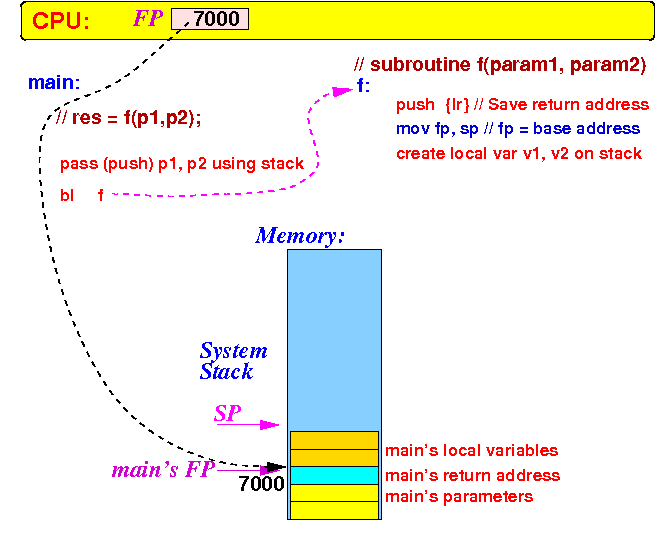 CPU: FP 7000
// subroutine f(param1, param2)
main:
f:
push {lr} // Save return address
// res = f(p1,p2);
mov fp, sp // fp = base address
pass (push) p1, p2 using stack
create local var v1, v2 on stack
bl f
Memory:
System
Stack
SP
main's local variables
main's FP
main's return address
7000
main's parameters